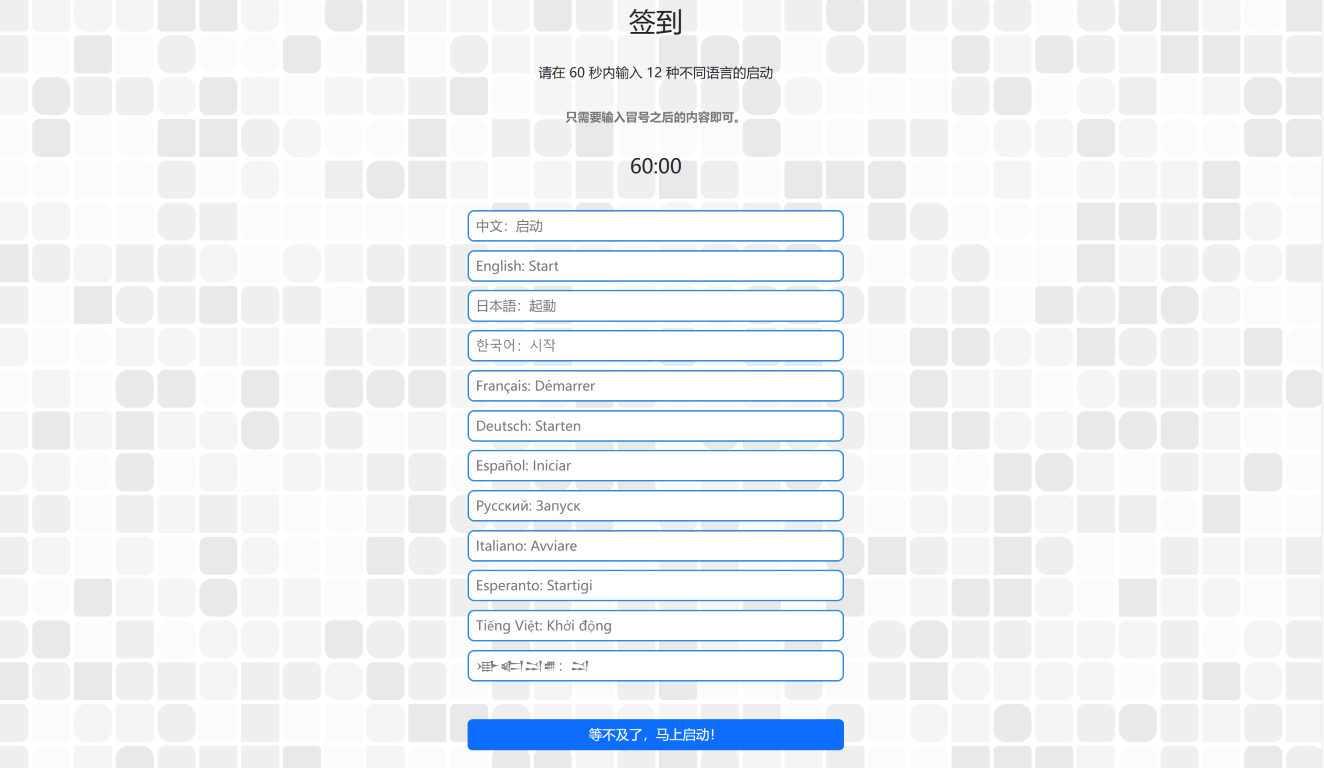 签到
请在 60 秒内输入 12 种不同语言的启动
只需要输入冒号之后的内容即可。
60:00
中文：启动
English: Start
日本語：起動
한국어：시작
Français: Démarrer
Deutsch: Starten
Español: Iniciar
Русский: Запуск
Italiano: Avviare
Esperanto: Startigi
Tiếng Việt: Khởi động
等不及了，马上启动！